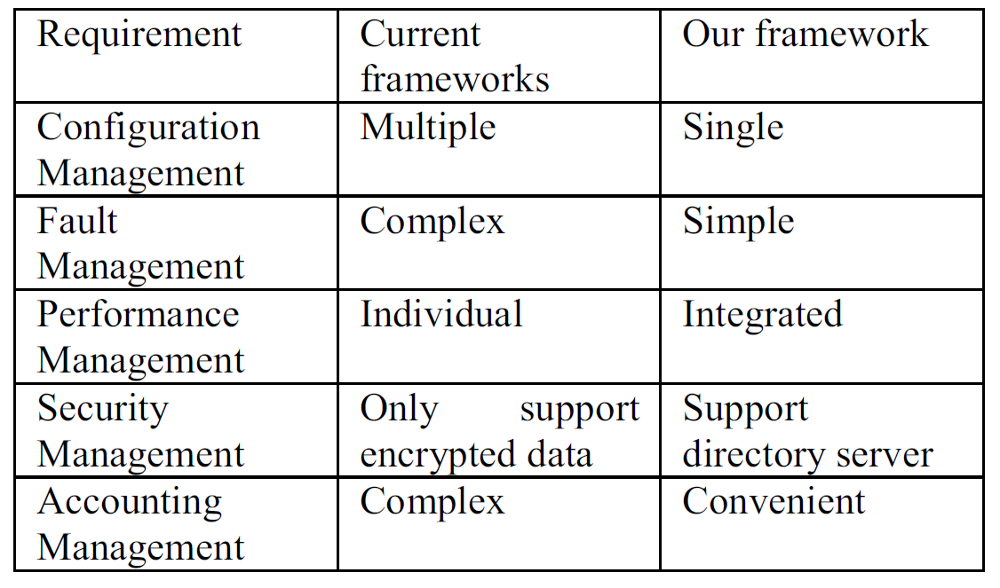 Requirement Current frameworks Our framework
Configuration Management Multiple Single
Fault Management Complex Simple
Performance Management Individual Integrated
Security Management Only support encrypted data Support directory server
Accounting Management Complex Convenient